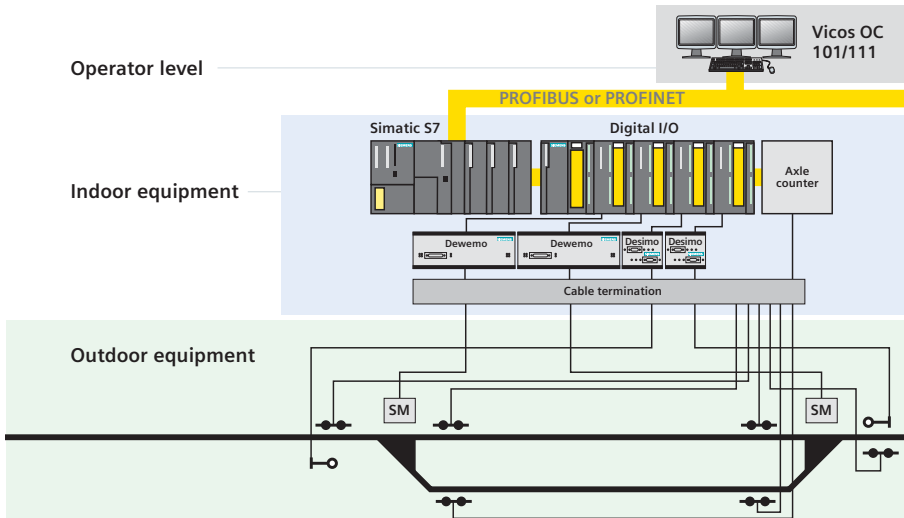 Vicos OC
101/111
Operator level
PROFIBUS or PROFINET
Simatic S7
Digital I/O
Indoor equipment
Axle
counter
Dewemo
Dewemo
Desimo
Desimo
Cable termination
Outdoor equipment
SM
SM